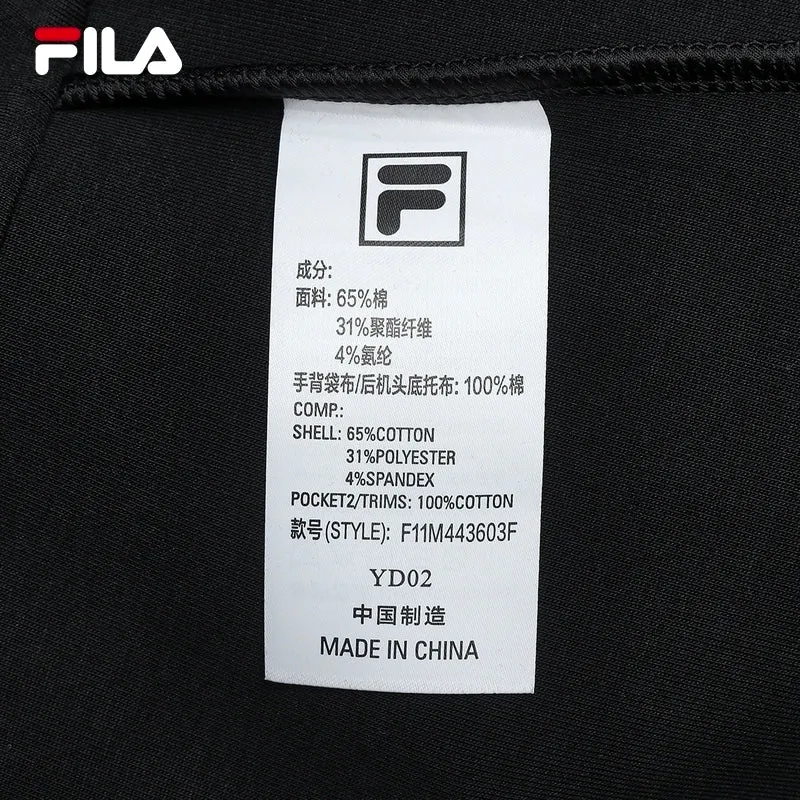 FILA
F
成分:
面料: 65%棉
31%聚酯纤维
4%氨纶
手背袋布/后机头底托布: 100%棉
COMP.:
SHELL: 65%COTTON
31%POLYESTER
4%SPANDEX
POCKET2/TRIMS: 100%COTTON
款号(STYLE): F11M443603F
YD02
中国制造
MADE IN CHINA